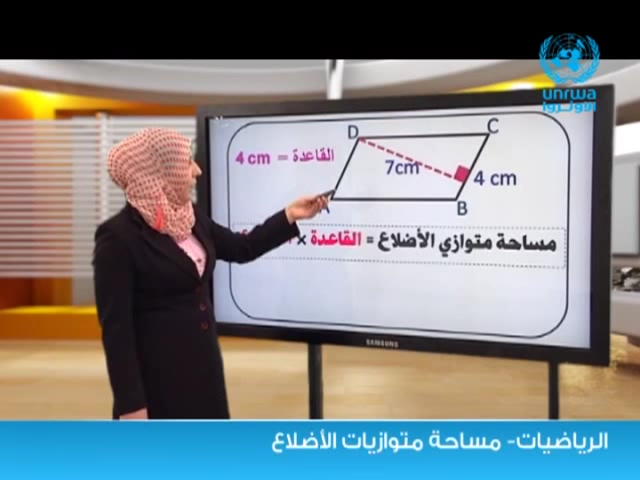 unrwa
الأونروا
D
C
القاعدة = 4 cm
7cm
4 cm
A
B
مساحة متوازي الأضلاع = القاعدة ×
SAMSUNG
الرياضيات- مساحة متوازيات الأضلاع